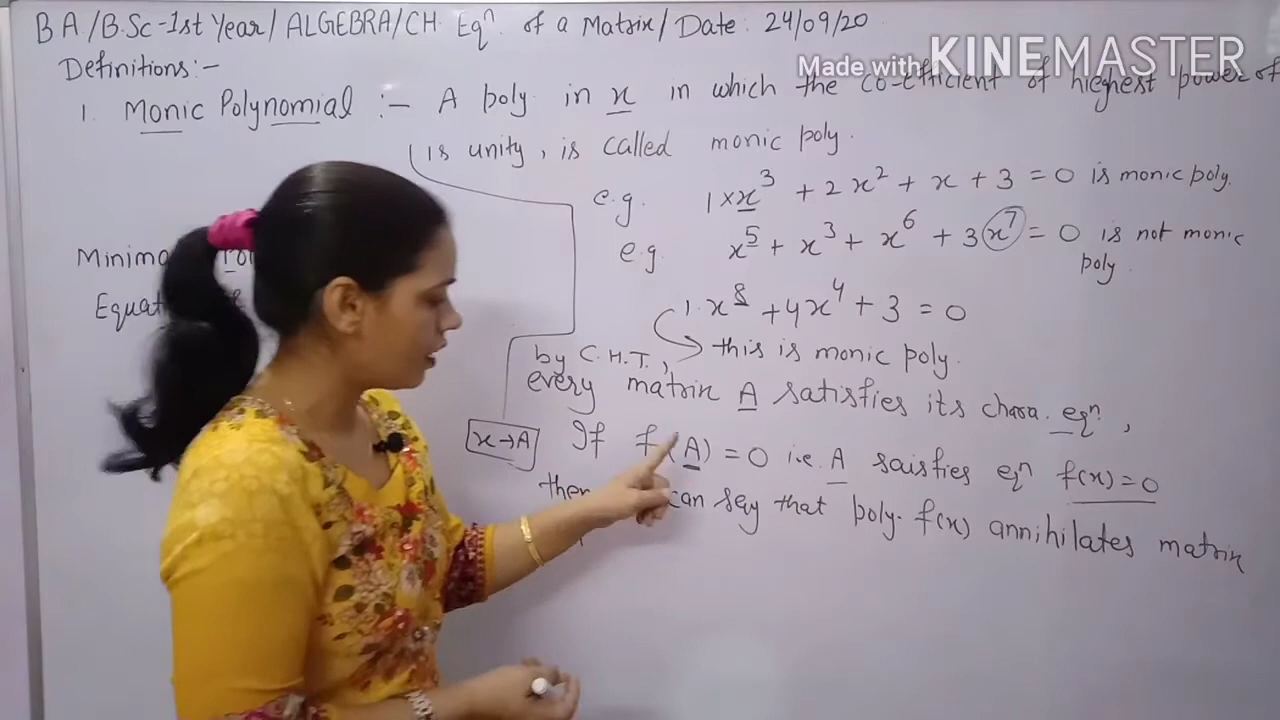 B A./B.Sc-1st Year/ ALGEBRA/CH Eqⁿ of a Matrix/ Date: 24/09/20
Made with KINEMASTER
Definitions:-
1. Monic Polynomial :- A poly in x in which the co-efficient of highest power of
is unity, is called monic poly.
e.g. 1×x³ + 2x² + x + 3 = 0 is monic poly.
e.g. x⁵ + x³ + x⁶ + 3x⁷ = 0 is not monic
poly.
1. x⁸ + 4x⁴ + 3 = 0
this is monic poly.
by C.H.T.,
every matrix A satisfies its chara. eqⁿ,
x→A
If f(A) = 0 i.e. A saisfies eqⁿ f(x) = 0
then can say that poly. f(x) annihilates matrix